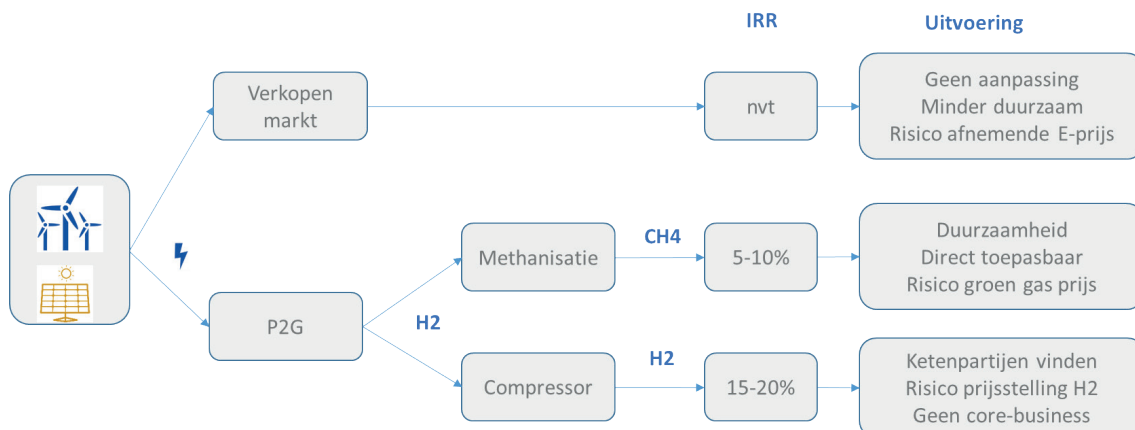 IRR
Uitvoering
Verkopen
markt
nvt
Geen aanpassing
Minder duurzaam
Risico afnemende E-prijs
Methanisatie
CH4
5-10%
Duurzaamheid
Direct toepasbaar
Risico groen gas prijs
P2G
H2
Compressor
H2
15-20%
Ketenpartijen vinden
Risico prijsstelling H2
Geen core-business